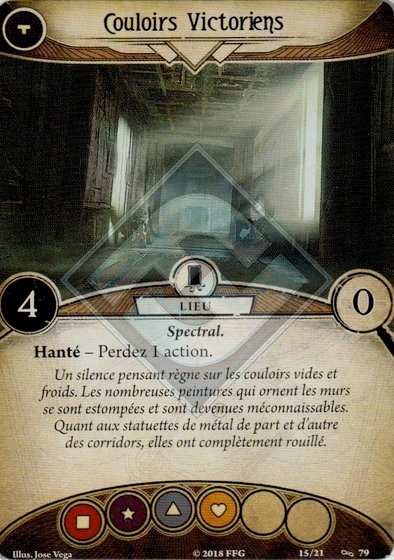 Couloirs Victoriens
4
LIEU
0
Spectral.
Hanté – Perdez 1 action.
Un silence pensant règne sur les couloirs vides et
froids. Les nombreuses peintures qui ornent les murs
se sont estompées et sont devenues méconnaissables.
Quant aux statuettes de métal de part et d'autre
des corridors, elles ont complètement rouillé.
Illus. Jose Vega © 2018 FFG 15/21 79